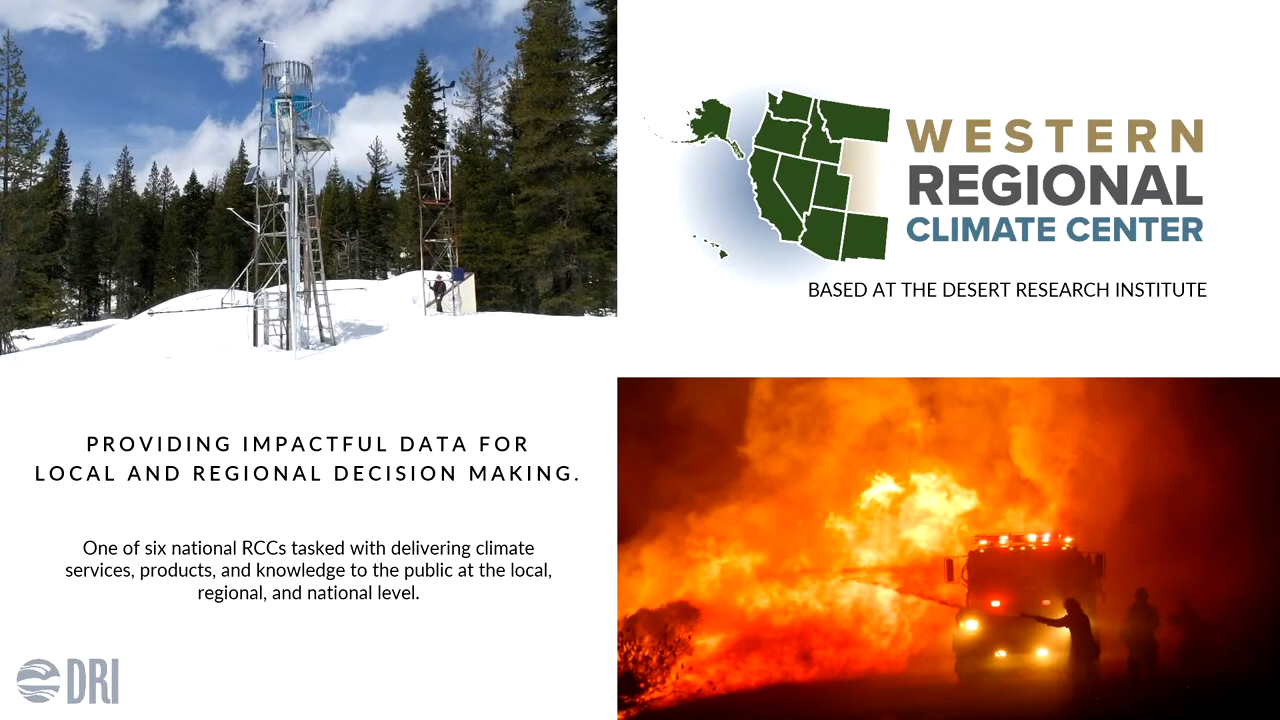 WESTERN
REGIONAL
CLIMATE CENTER
BASED AT THE DESERT RESEARCH INSTITUTE
PROVIDING IMPACTFUL DATA FOR
LOCAL AND REGIONAL DECISION MAKING.
One of six national RCCs tasked with delivering climate
services, products, and knowledge to the public at the local,
regional, and national level.
DRI